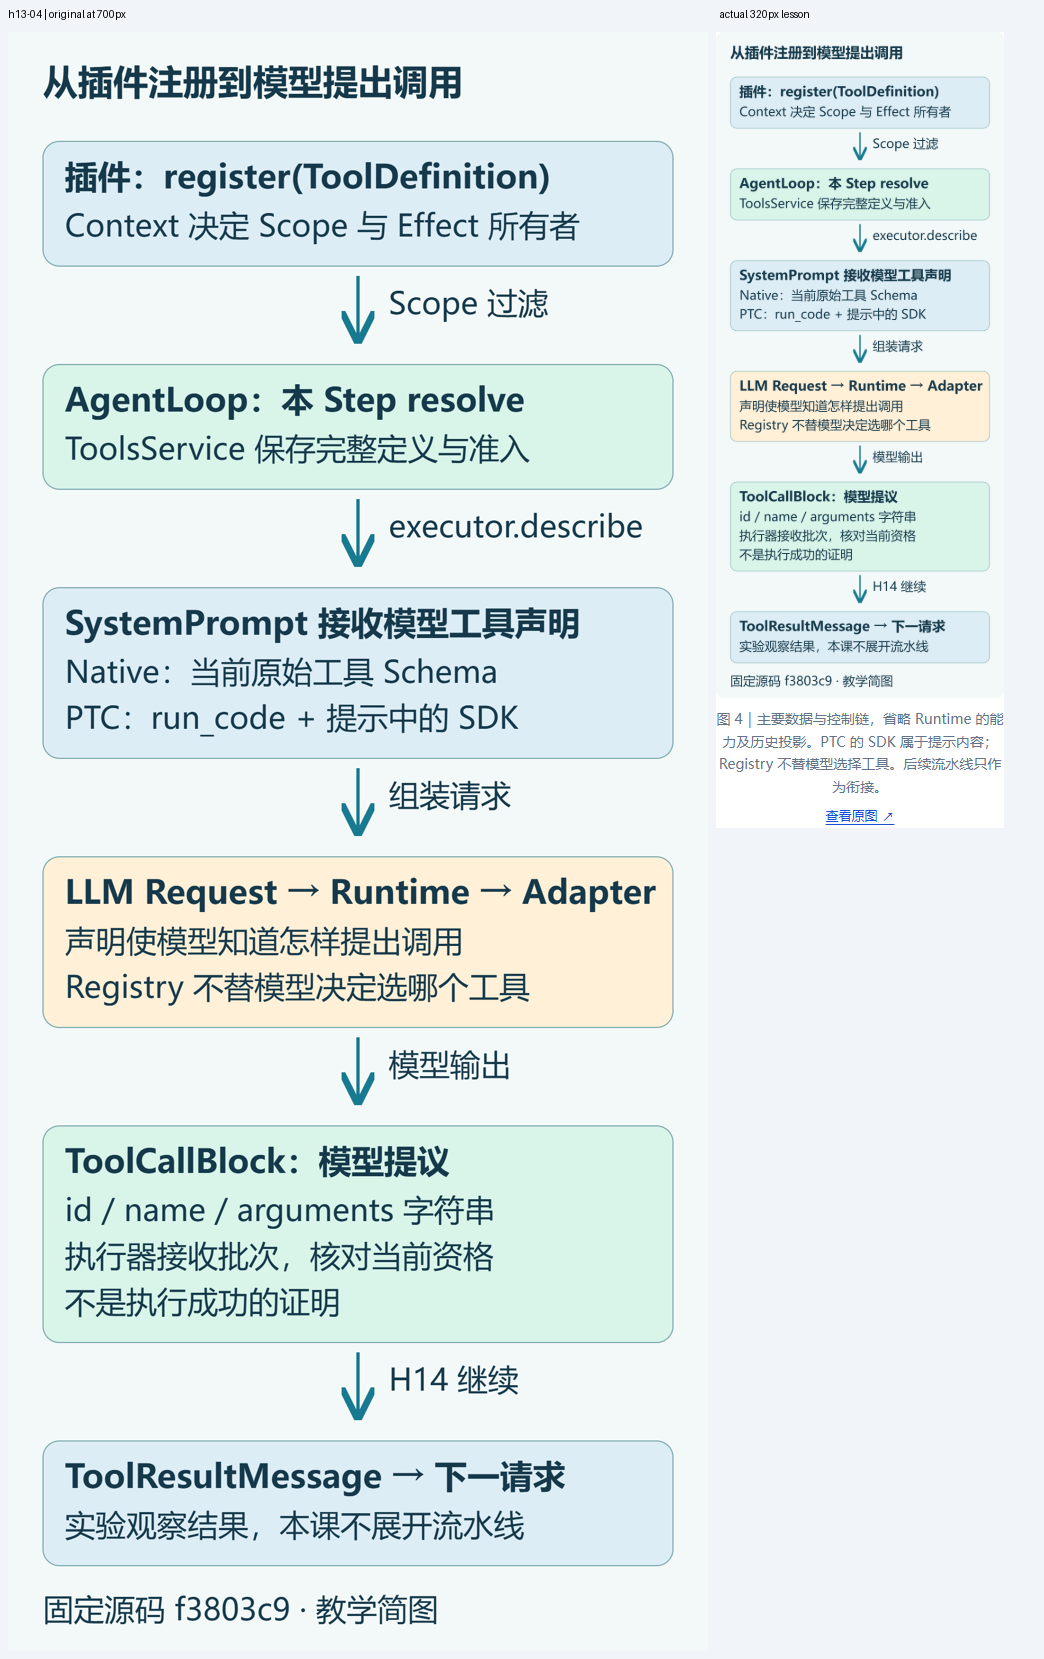 h13-04 | original at 700px
从插件注册到模型提出调用
插件：register(ToolDefinition)
Context 决定 Scope 与 Effect 所有者
Scope 过滤
AgentLoop：本 Step resolve
ToolsService 保存完整定义与准入
executor.describe
SystemPrompt 接收模型工具声明
Native：当前原始工具 Schema
PTC：run_code + 提示中的 SDK
组装请求
LLM Request → Runtime → Adapter
声明使模型知道怎样提出调用
Registry 不替模型决定选哪个工具
模型输出
ToolCallBlock：模型提议
id / name / arguments 字符串
执行器接收批次，核对当前资格
不是执行成功的证明
H14 继续
ToolResultMessage → 下一请求
实验观察结果，本课不展开流水线
固定源码 f3803c9 · 教学简图
actual 320px lesson
从插件注册到模型提出调用
插件：register(ToolDefinition)
Context 决定 Scope 与 Effect 所有者
Scope 过滤
AgentLoop：本 Step resolve
ToolsService 保存完整定义与准入
executor.describe
SystemPrompt 接收模型工具声明
Native：当前原始工具 Schema
PTC：run_code + 提示中的 SDK
组装请求
LLM Request → Runtime → Adapter
声明使模型知道怎样提出调用
Registry 不替模型决定选哪个工具
模型输出
ToolCallBlock：模型提议
id / name / arguments 字符串
执行器接收批次，核对当前资格
不是执行成功的证明
H14 继续
ToolResultMessage → 下一请求
实验观察结果，本课不展开流水线
固定源码 f3803c9 · 教学简图
图 4｜主要数据与控制链，省略 Runtime 的能
力及历史投影。PTC 的 SDK 属于提示内容；
Registry 不替模型选择工具。后续流水线只作
为衔接。
查看原图 ↗